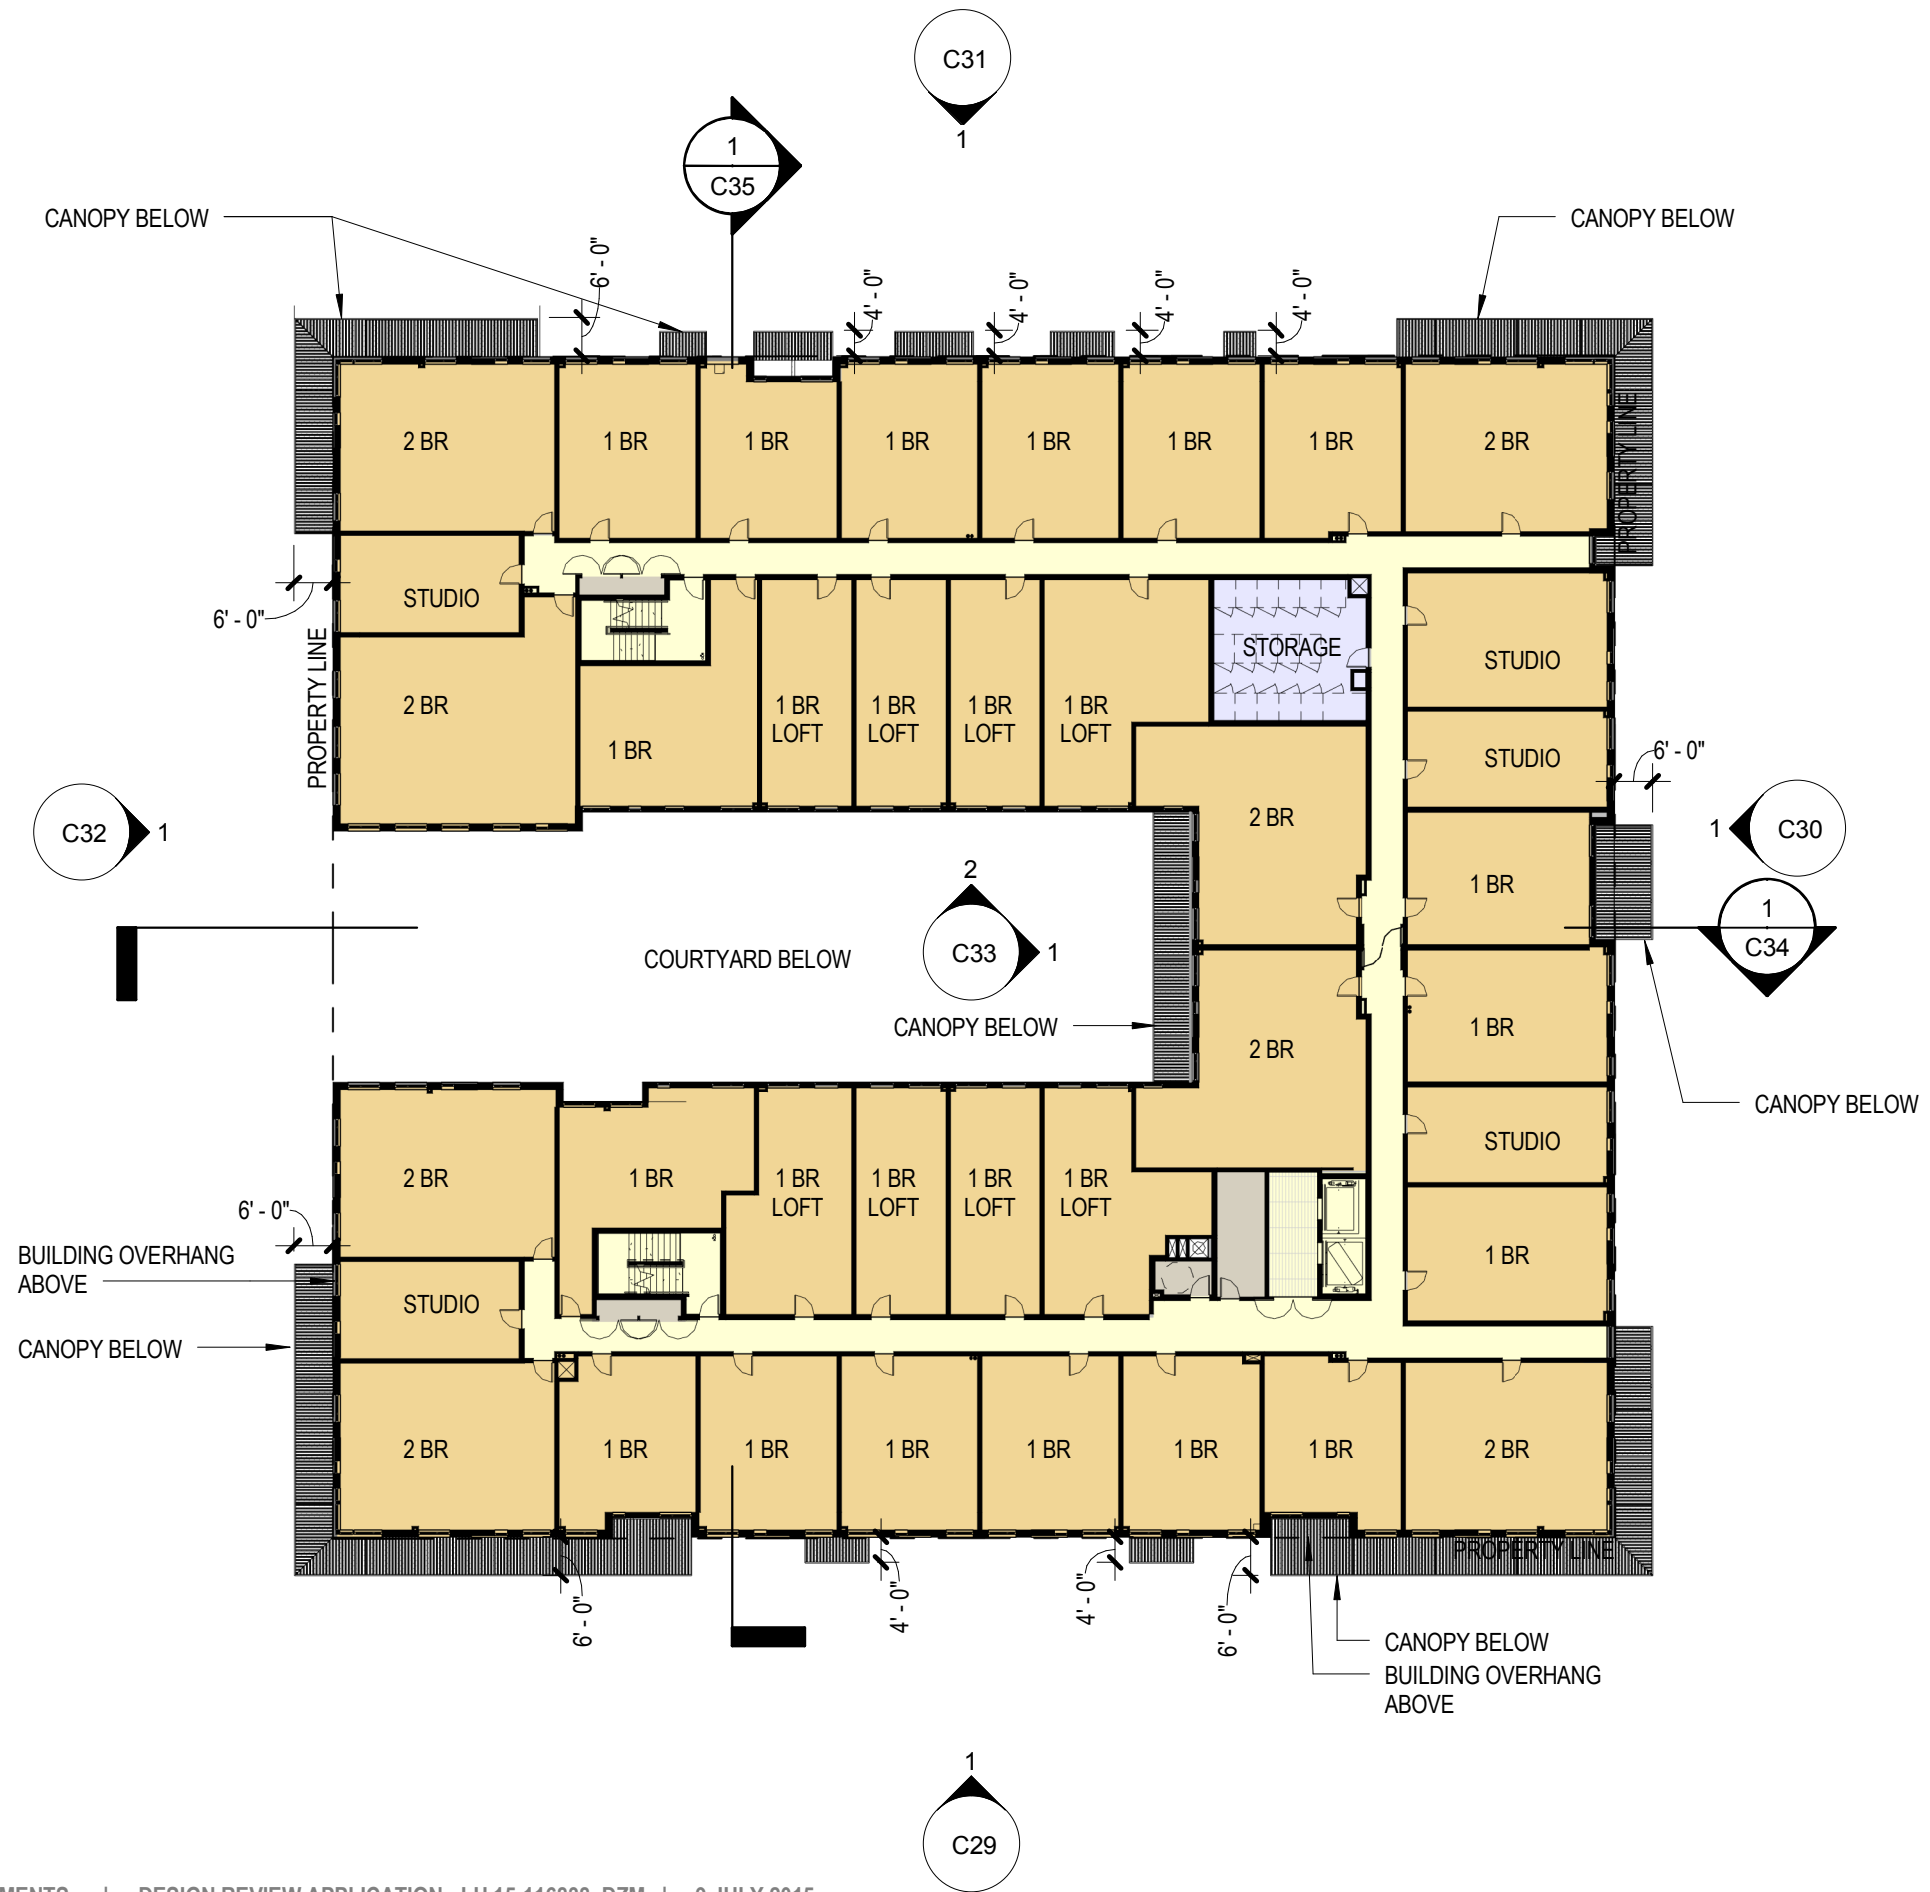 C31
1
1
C35
CANOPY BELOW
CANOPY BELOW
6' - 0"
4' - 0"
4' - 0"
4' - 0"
4' - 0"
2 BR
1 BR
1 BR
1 BR
1 BR
1 BR
1 BR
2 BR
PROPERTY LINE
6' - 0"
STUDIO
PROPERTY LINE
STORAGE
STUDIO
2 BR
1 BR
1 BR
LOFT
1 BR
LOFT
1 BR
LOFT
1 BR
LOFT
STUDIO
6' - 0"
2 BR
C32
1
1
C30
1 BR
2
C33
1
1
C34
COURTYARD BELOW
CANOPY BELOW
2 BR
1 BR
CANOPY BELOW
STUDIO
2 BR
1 BR
1 BR
LOFT
1 BR
LOFT
1 BR
LOFT
1 BR
LOFT
6' - 0"
BUILDING OVERHANG
ABOVE
1 BR
STUDIO
CANOPY BELOW
2 BR
1 BR
1 BR
1 BR
1 BR
1 BR
1 BR
2 BR
PROPERTY LINE
6' - 0"
4' - 0"
4' - 0"
6' - 0"
CANOPY BELOW
BUILDING OVERHANG
ABOVE
1
C29